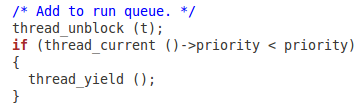 /* Add to run queue. */
thread_unblock (t);
if (thread_current ()->priority < priority)
{
  thread_yield ();
}